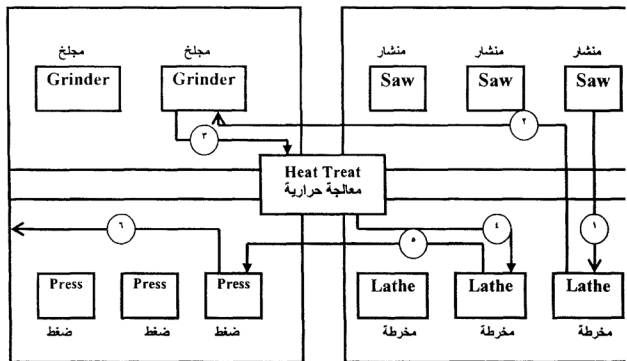 مجلخ
مجلخ
منشار
منشار
منشار
Grinder
Grinder
Saw
Saw
Saw
٣
٢
Heat Treat
معالجة حرارية
٦
٥
٤
١
Press
Press
Press
Lathe
Lathe
Lathe
ضغط
ضغط
ضغط
مخرطة
مخرطة
مخرطة